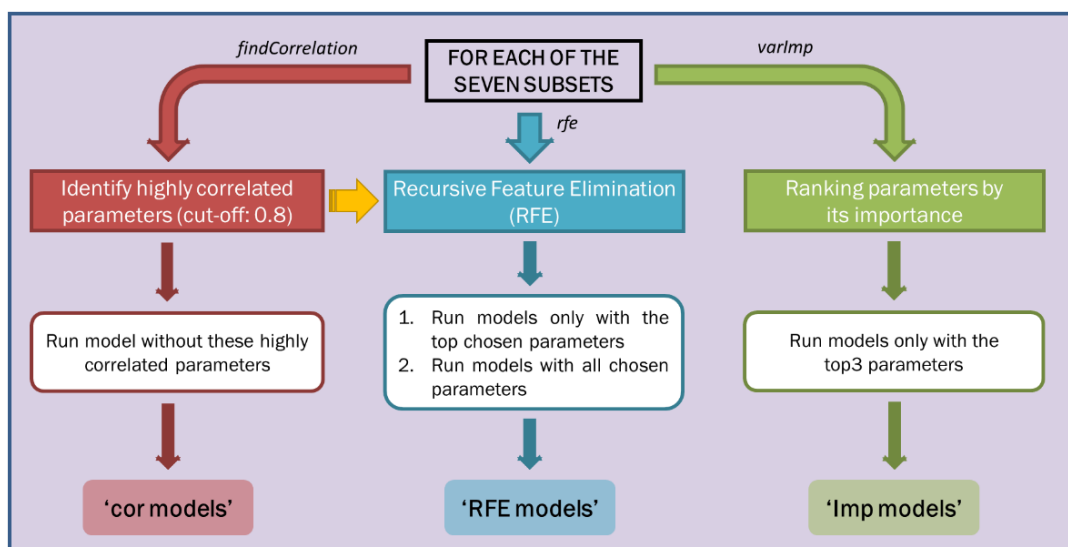 findCorrelation
FOR EACH OF THE
SEVEN SUBSETS
varImp
rfe
Identify highly correlated
parameters (cut-off: 0.8)
Recursive Feature Elimination
(RFE)
Ranking parameters by
its importance
Run model without these highly
correlated parameters
1. Run models only with the
top chosen parameters
2. Run models with all chosen
parameters
Run models only with the
top3 parameters
‘cor models’
‘RFE models’
‘Imp models’